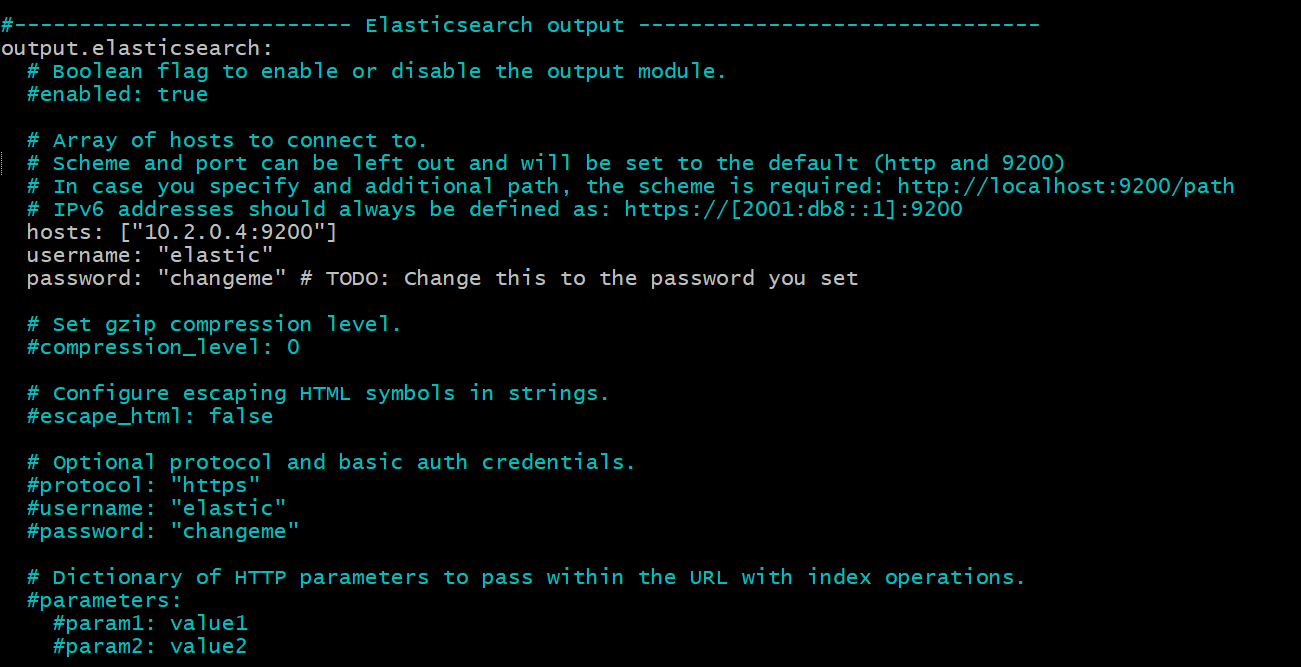 #-------------------------- Elasticsearch output -------------------------------
output.elasticsearch:
  # Boolean flag to enable or disable the output module.
  #enabled: true

  # Array of hosts to connect to.
  # Scheme and port can be left out and will be set to the default (http and 9200)
  # In case you specify and additional path, the scheme is required: http://localhost:9200/path
  # IPv6 addresses should always be defined as: https://[2001:db8::1]:9200
  hosts: ["10.2.0.4:9200"]
  username: "elastic"
  password: "changeme" # TODO: Change this to the password you set

  # Set gzip compression level.
  #compression_level: 0

  # Configure escaping HTML symbols in strings.
  #escape_html: false

  # Optional protocol and basic auth credentials.
  #protocol: "https"
  #username: "elastic"
  #password: "changeme"

  # Dictionary of HTTP parameters to pass within the URL with index operations.
  #parameters:
    #param1: value1
    #param2: value2